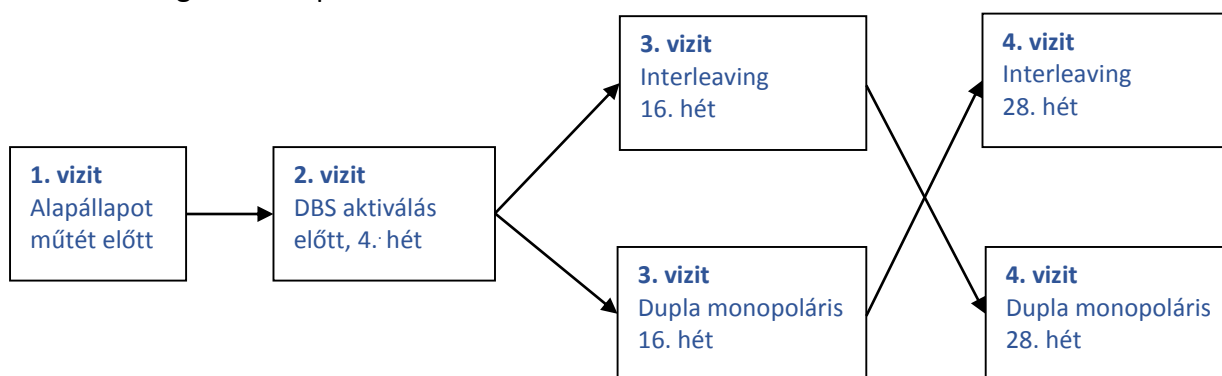 1. vizit
Alapállapot
műtét előtt
2. vizit
DBS aktiválás
előtt, 4. hét
3. vizit
Interleaving
16. hét
3. vizit
Dupla monopoláris
16. hét
4. vizit
Interleaving
28. hét
4. vizit
Dupla monopoláris
28. hét